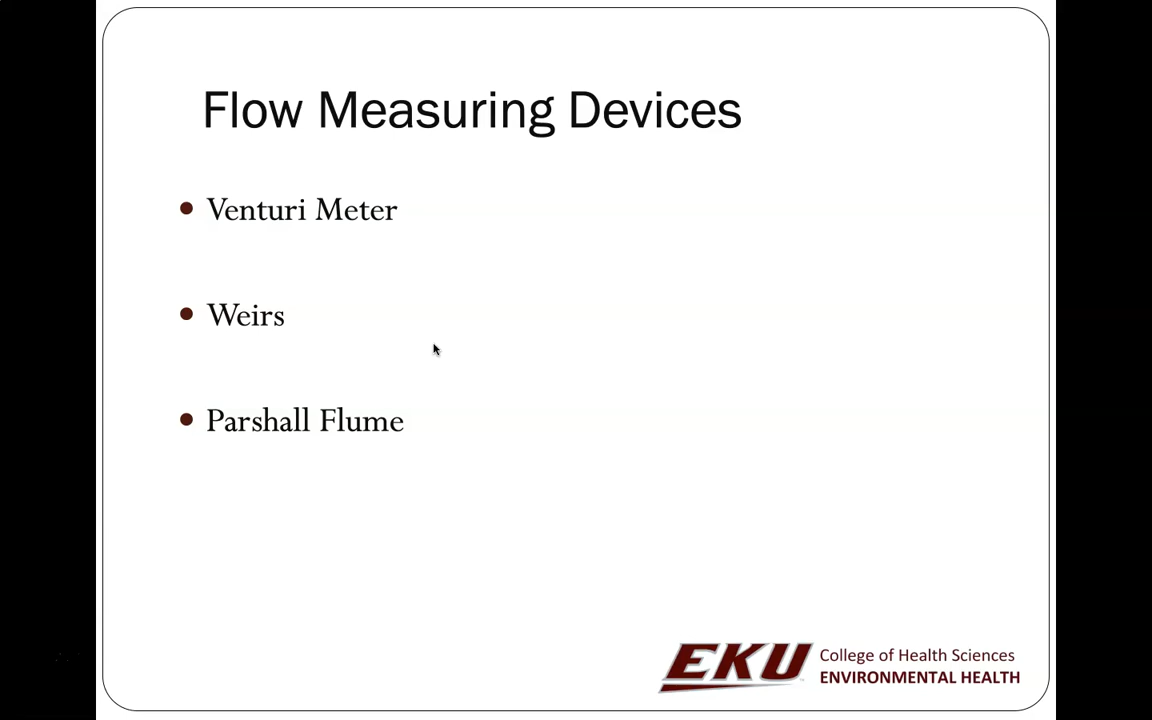 Flow Measuring Devices
Venturi Meter
Weirs
Parshall Flume
EKU College of Health Sciences
ENVIRONMENTAL HEALTH